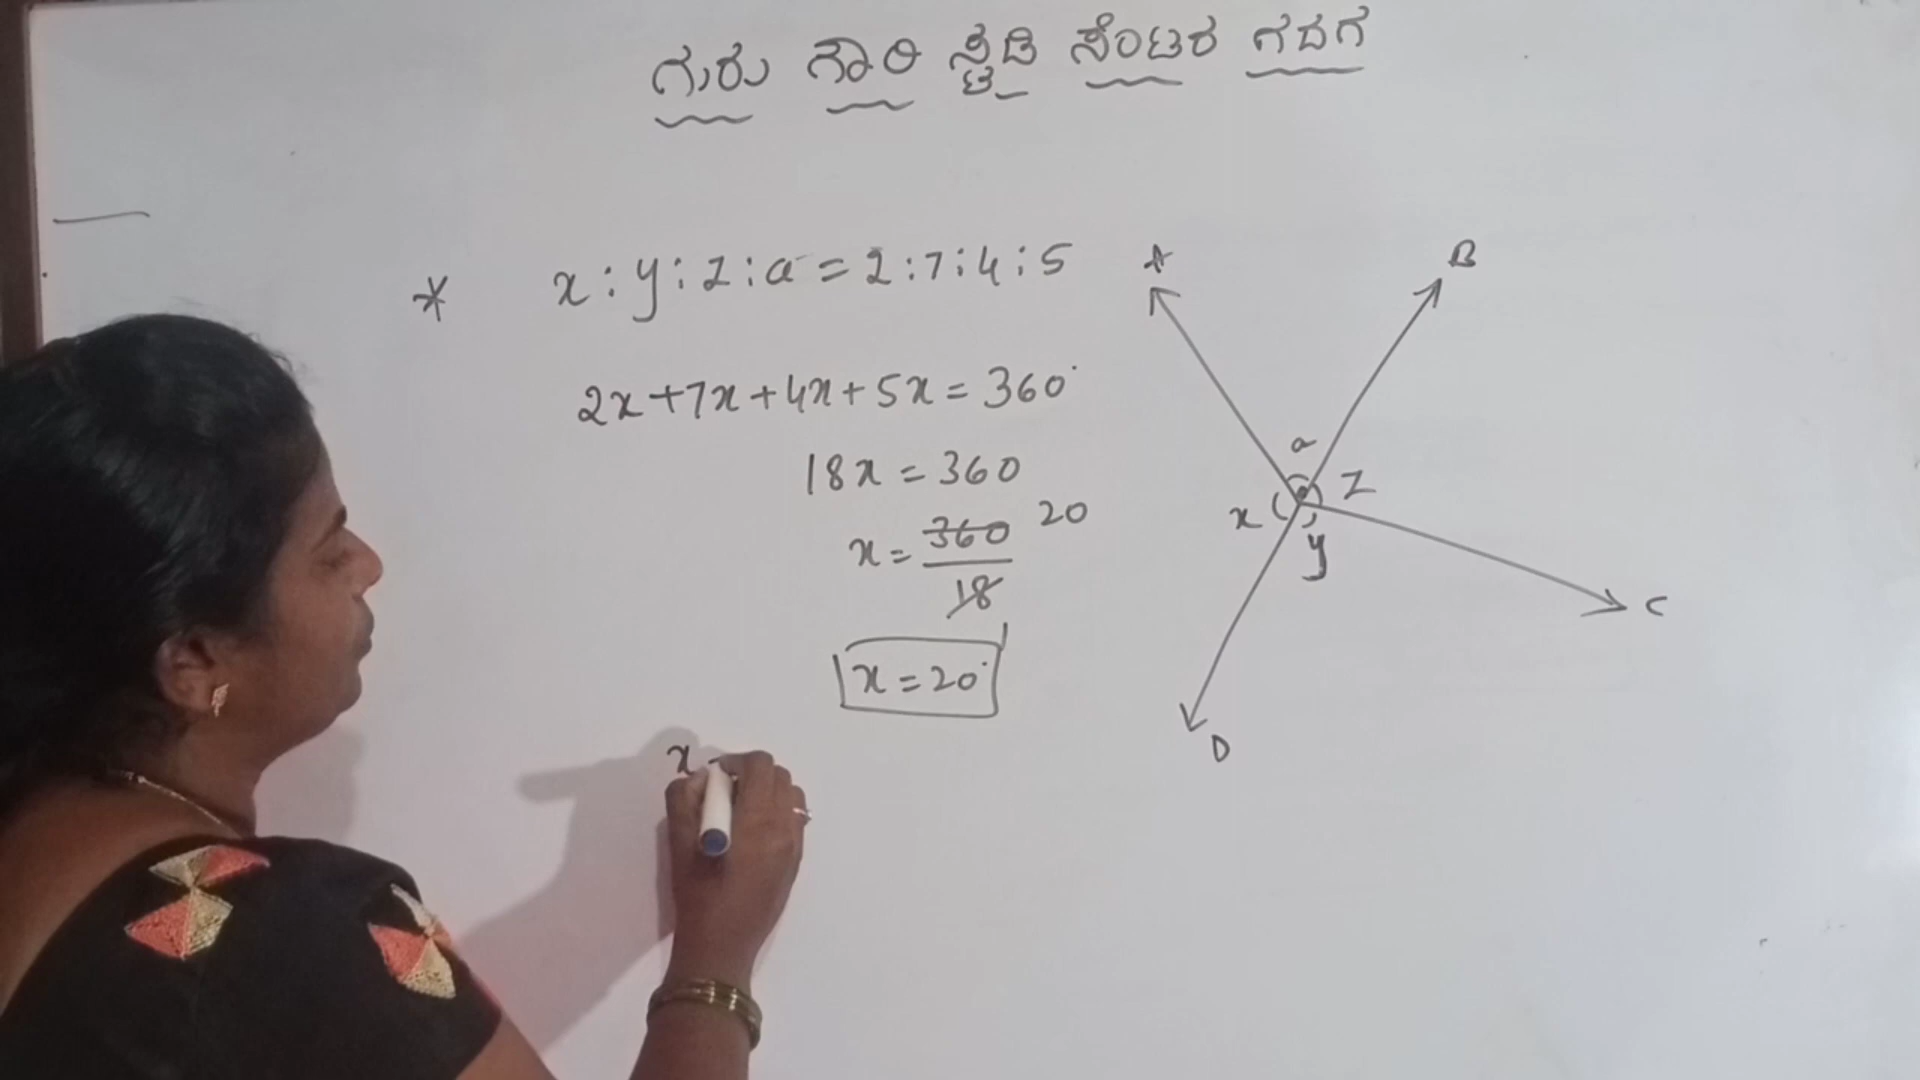 ಗುರು ಗೌರಿ ಸ್ಟಡಿ ಸೆಂಟರ ಗದಗ
* x : y : z : a = 2 : 7 : 4 : 5
2x + 7x + 4x + 5x = 360°
18x = 360
x = 360/18 20
x = 20°
x
A
B
a
z
x
y
C
D